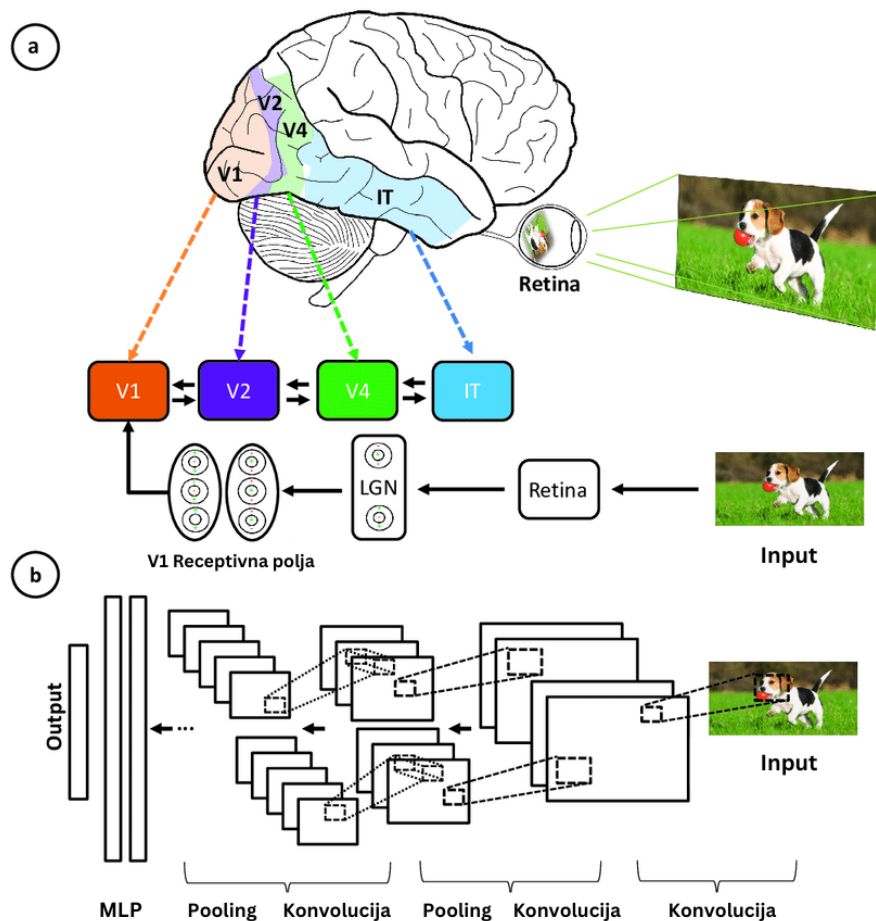 a
V2
V4
V1
IT
Retina
V1
V2
V4
IT
LGN
Retina
V1 Receptivna polja
Input
b
Output
...
Input
MLP
Pooling
Konvolucija
Pooling
Konvolucija
Konvolucija